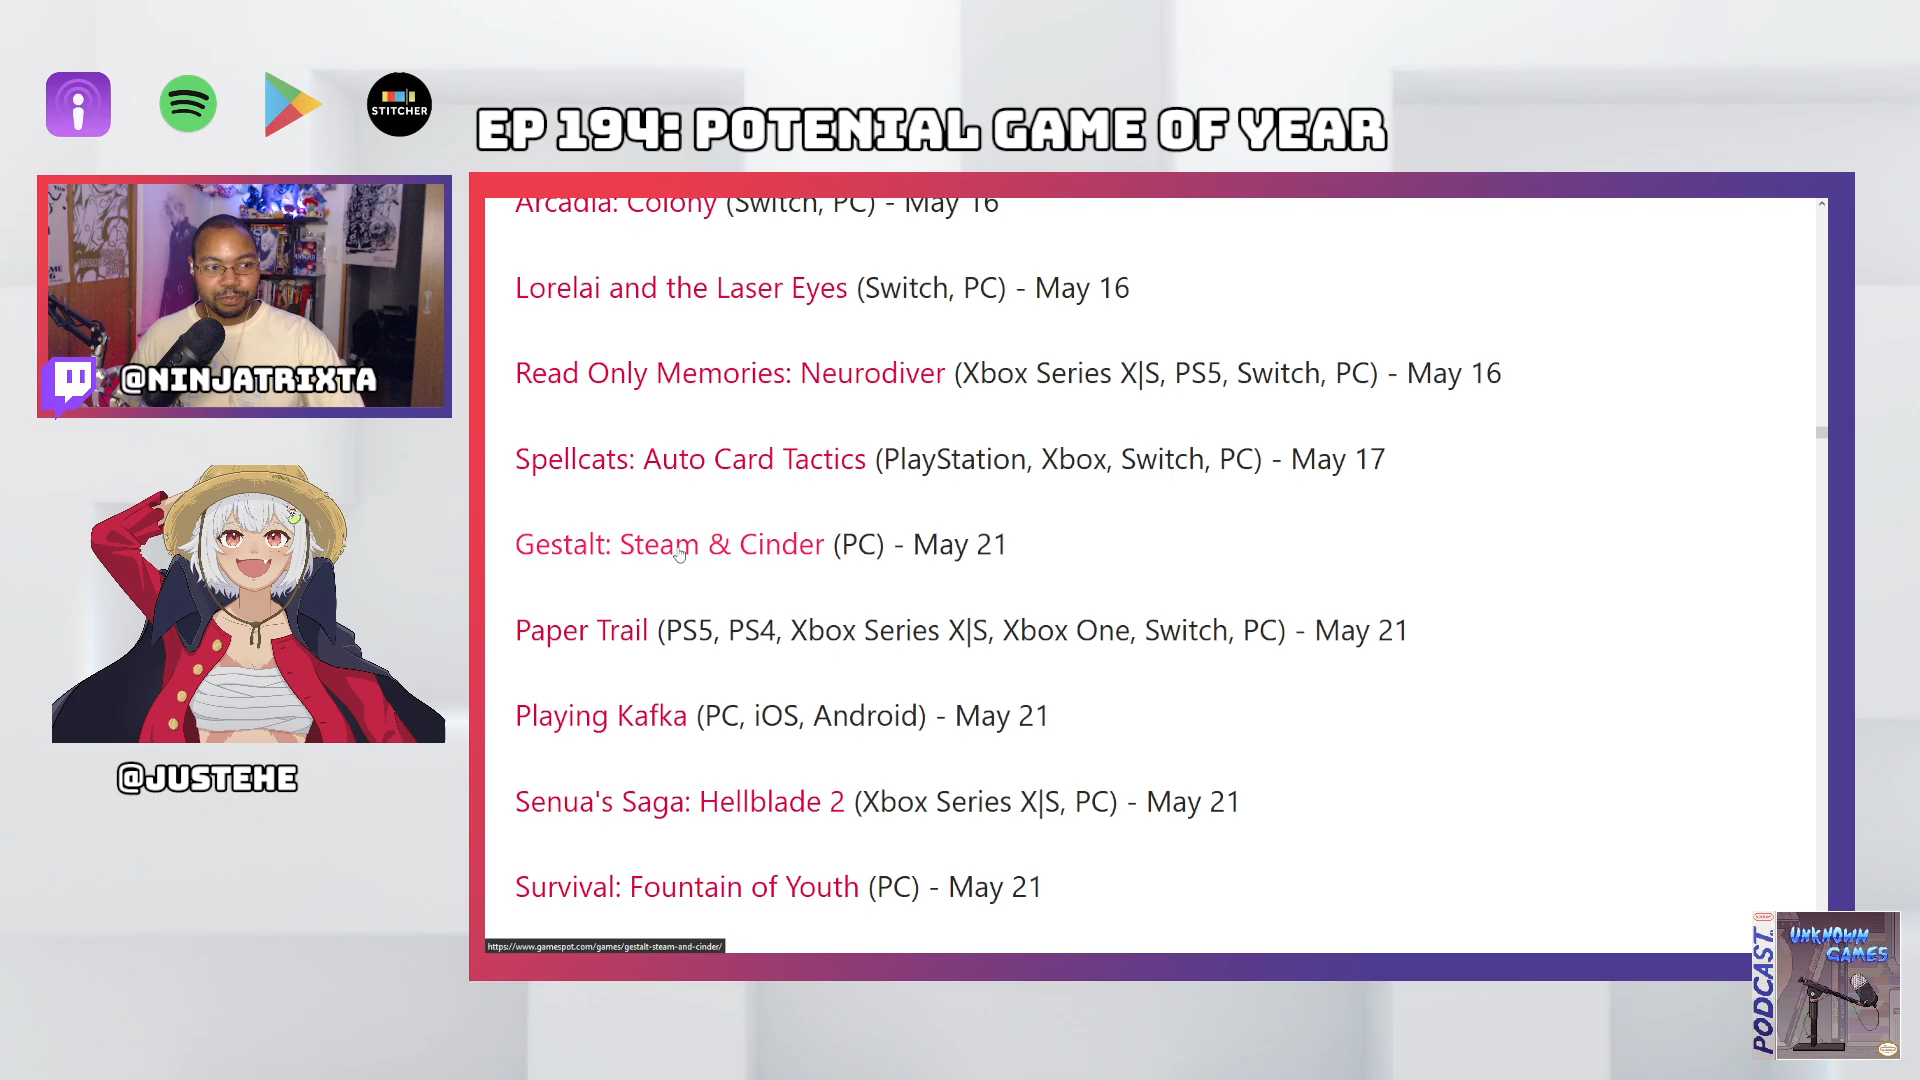 STITCHER
EP 194: POTENIAL GAME OF YEAR
@NINJATRIXTA
@JUSTEHE
Arcadia: Colony (Switch, PC) - May 16
Lorelai and the Laser Eyes (Switch, PC) - May 16
Read Only Memories: Neurodiver (Xbox Series X|S, PS5, Switch, PC) - May 16
Spellcats: Auto Card Tactics (PlayStation, Xbox, Switch, PC) - May 17
Gestalt: Steam & Cinder (PC) - May 21
Paper Trail (PS5, PS4, Xbox Series X|S, Xbox One, Switch, PC) - May 21
Playing Kafka (PC, iOS, Android) - May 21
Senua's Saga: Hellblade 2 (Xbox Series X|S, PC) - May 21
Survival: Fountain of Youth (PC) - May 21
https://www.gamespot.com/games/gestalt-steam-and-cinder/
PODCAST
UNKNOWN
GAMES